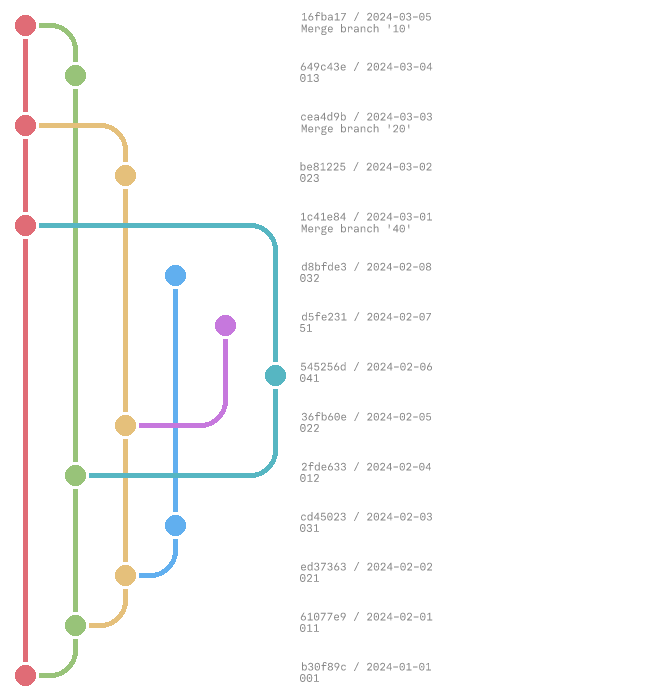 16fba17 / 2024-03-05
Merge branch '10'
649c43e / 2024-03-04
013
cea4d9b / 2024-03-03
Merge branch '20'
be81225 / 2024-03-02
023
1c41e84 / 2024-03-01
Merge branch '40'
d8bfde3 / 2024-02-08
032
d5fe231 / 2024-02-07
51
545256d / 2024-02-06
041
36fb60e / 2024-02-05
022
2fde633 / 2024-02-04
012
cd45023 / 2024-02-03
031
ed37363 / 2024-02-02
021
61077e9 / 2024-02-01
011
b30f89c / 2024-01-01
001